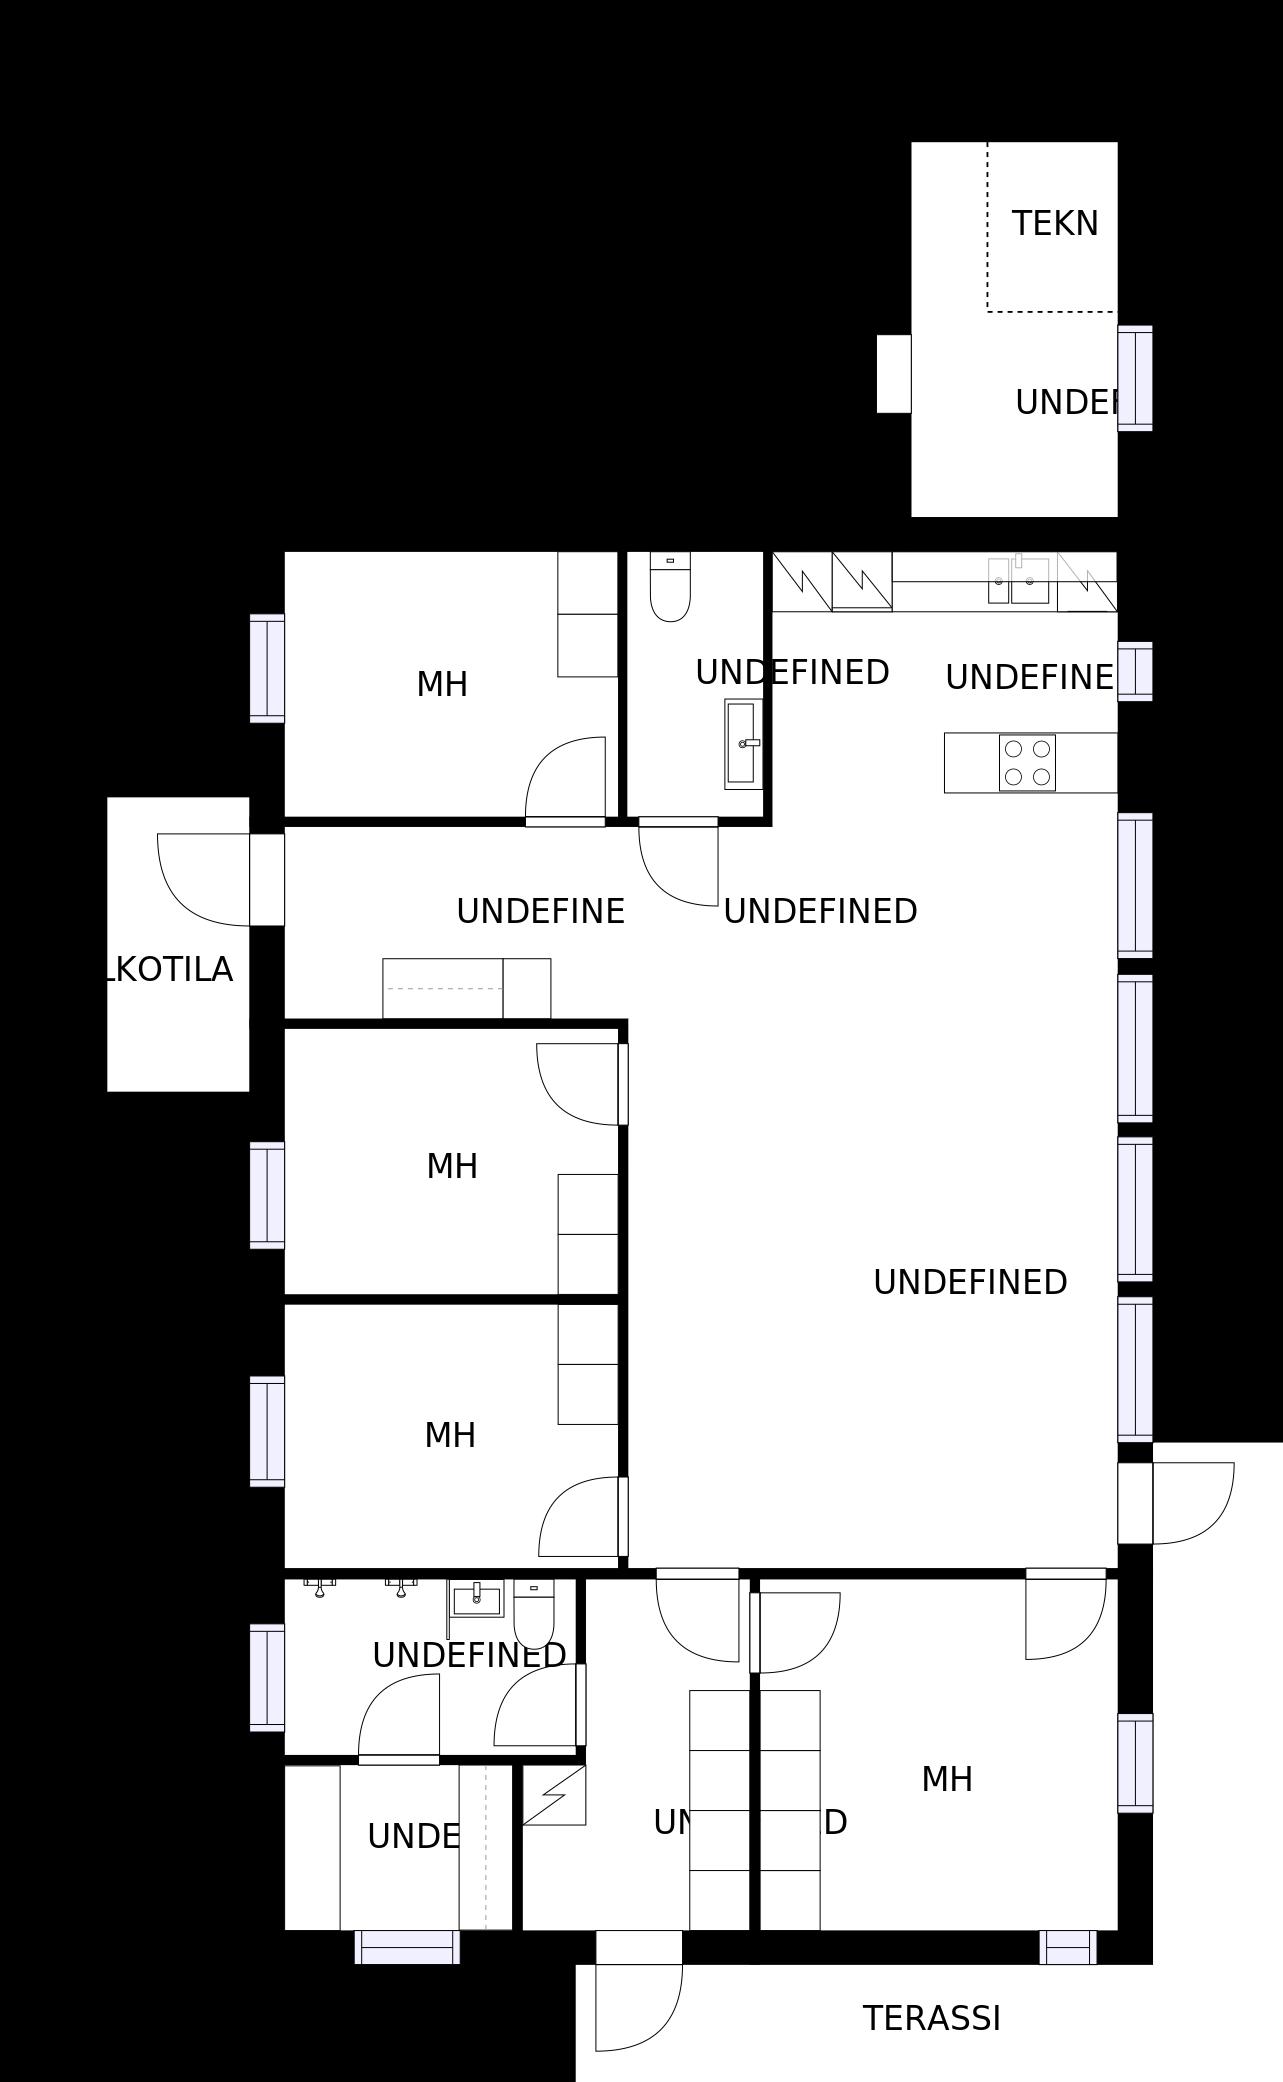 TEKN
UNDEF
MH
UNDEFINED
UNDEFINE
UNDEFINE
UNDEFINED
LKOTILA
MH
UNDEFINED
MH
UNDEFINED
MH
UNDE
UN D
TERASSI